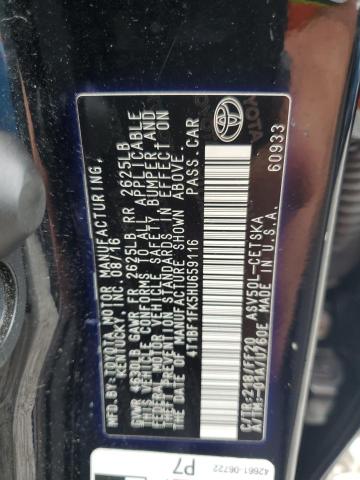 MFD. BY: TOYOTA MOTOR MANUFACTURING,
KENTUCKY, INC. 08/16
GVWR 4630LB GAWR FR 2625LB RR 2625LB
THIS VEHICLE CONFORMS TO ALL APPLICABLE
FEDERAL MOTOR VEHICLE SAFETY, BUMPER, AND
THEFT PREVENTION STANDARDS IN EFFECT ON
THE DATE OF MANUFACTURE SHOWN ABOVE.
4T1BF1FK5HU659116 PASS. CAR
C/TR: 218/FF20 ASV50L-CETSKA
A/TM: -04A/U760E MADE IN U.S.A.
TOYOTA
60933
42661-06722
P7